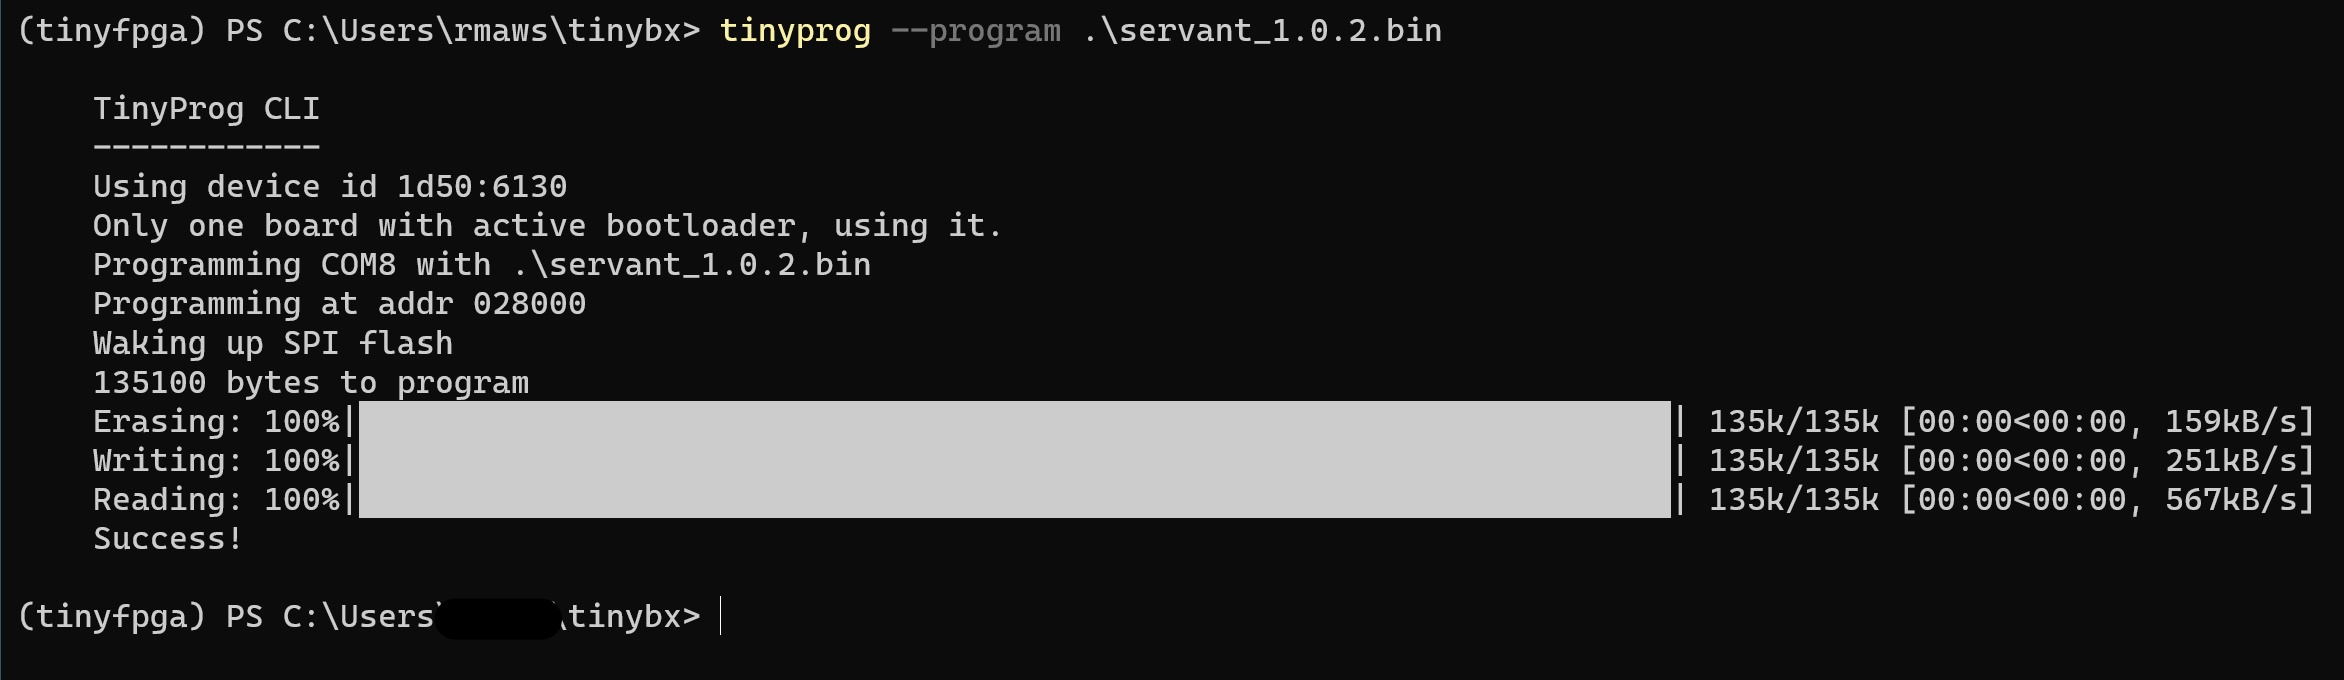 (tinyfpga) PS C:\Users\rmaws\tinybx> tinyprog --program .\servant_1.0.2.bin
TinyProg CLI
------------
Using device id 1d50:6130
Only one board with active bootloader, using it.
Programming COM8 with .\servant_1.0.2.bin
Programming at addr 028000
Waking up SPI flash
135100 bytes to program
Erasing: 100%| | 135k/135k [00:00<00:00, 159kB/s]
Writing: 100%| | 135k/135k [00:00<00:00, 251kB/s]
Reading: 100%| | 135k/135k [00:00<00:00, 567kB/s]
Success!
(tinyfpga) PS C:\Users\ \tinybx>